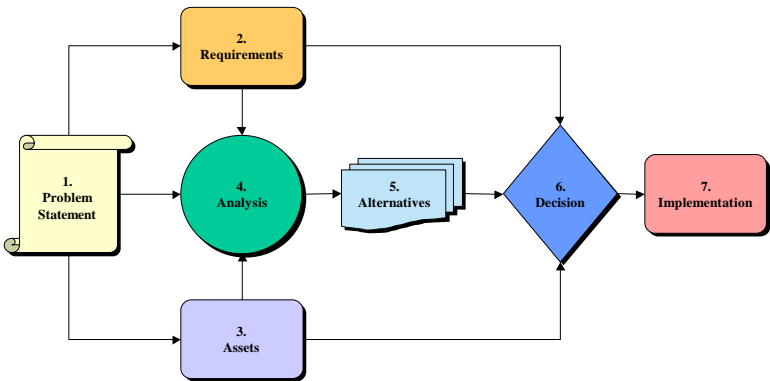 1.
Problem
Statement
2.
Requirements
3.
Assets
4.
Analysis
5.
Alternatives
6.
Decision
7.
Implementation